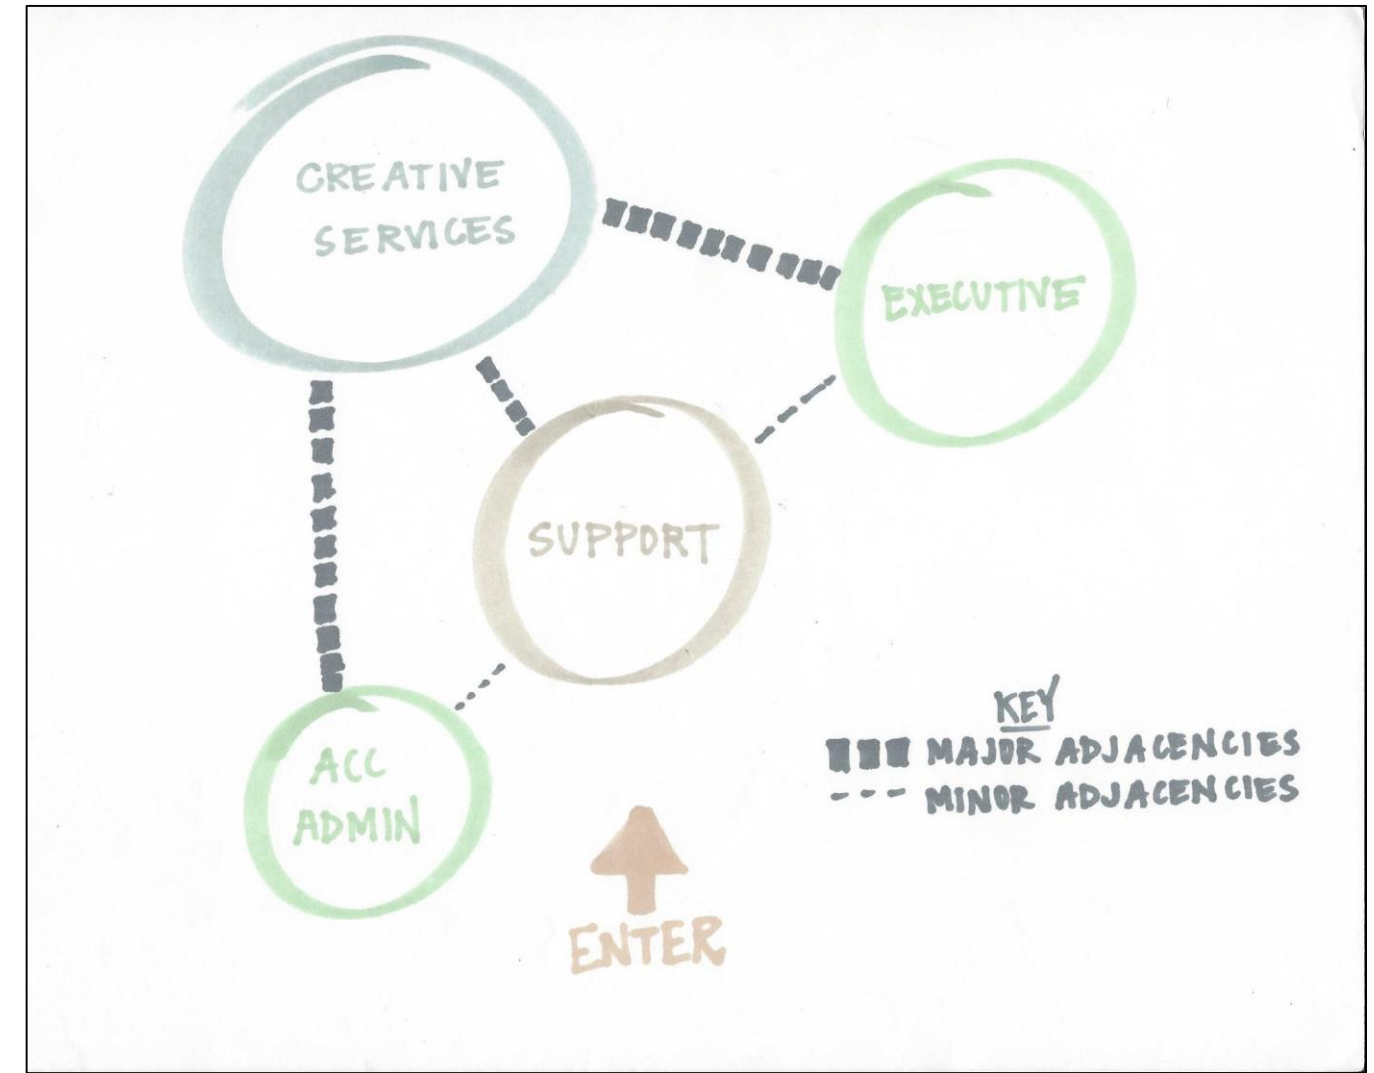 CREATIVE
SERVICES
EXECUTIVE
SUPPORT
ACC
ADMIN
KEY
MAJOR ADJACENCIES
MINOR ADJACENCIES
ENTER